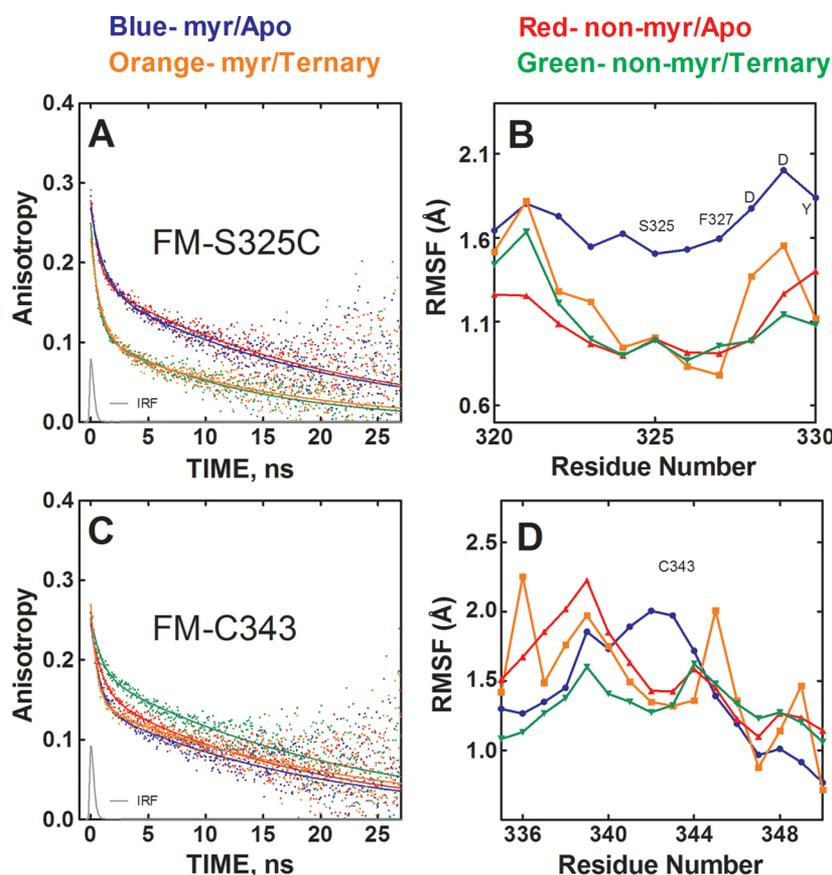 Blue- myr/Apo
Orange- myr/Ternary
Red- non-myr/Apo
Green- non-myr/Ternary
A
FM-S325C
Anisotropy
0.4
0.3
0.2
0.1
0.0
IRF
0 5 10 15 20 25
TIME, ns
B
RMSF (Å)
2.1
1.6
1.1
0.6
S325
F327
D
D
Y
320 325 330
Residue Number
C
FM-C343
Anisotropy
0.4
0.3
0.2
0.1
0.0
IRF
0 5 10 15 20 25
TIME, ns
D
C343
RMSF (Å)
2.5
2.0
1.5
1.0
336 340 344 348
Residue Number